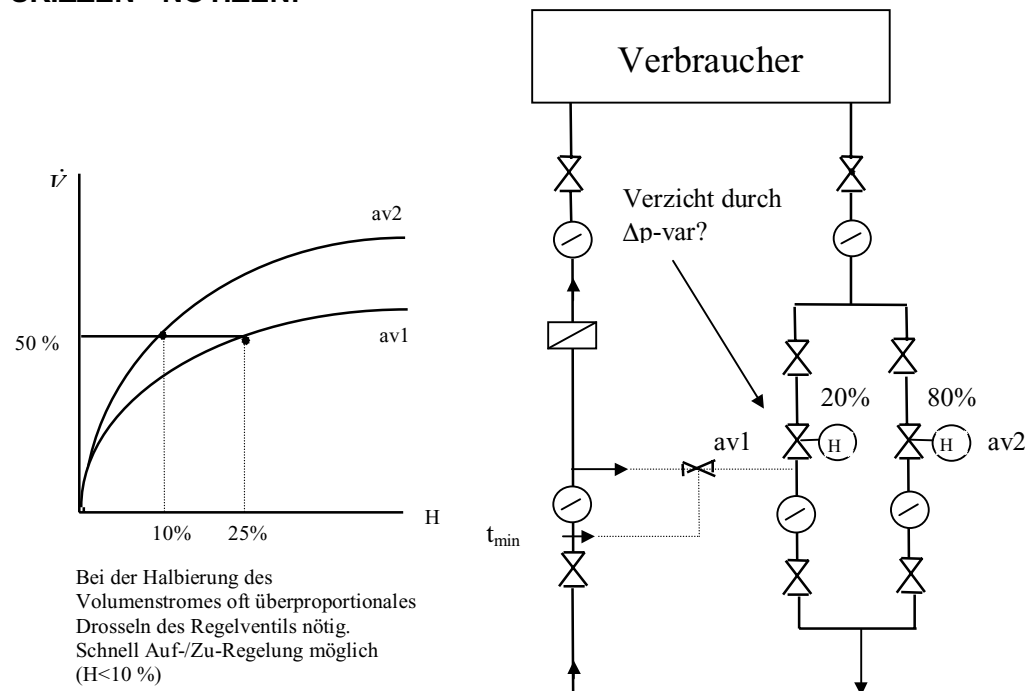 Verbraucher
V̇
av2
av1
50 %
10%
25%
H
Bei der Halbierung des
Volumenstromes oft überproportionales
Drosseln des Regelventils nötig.
Schnell Auf-/Zu-Regelung möglich
(H<10 %)
Verzicht durch
Δp-var?
20%
80%
av1
H
H
av2
t_min